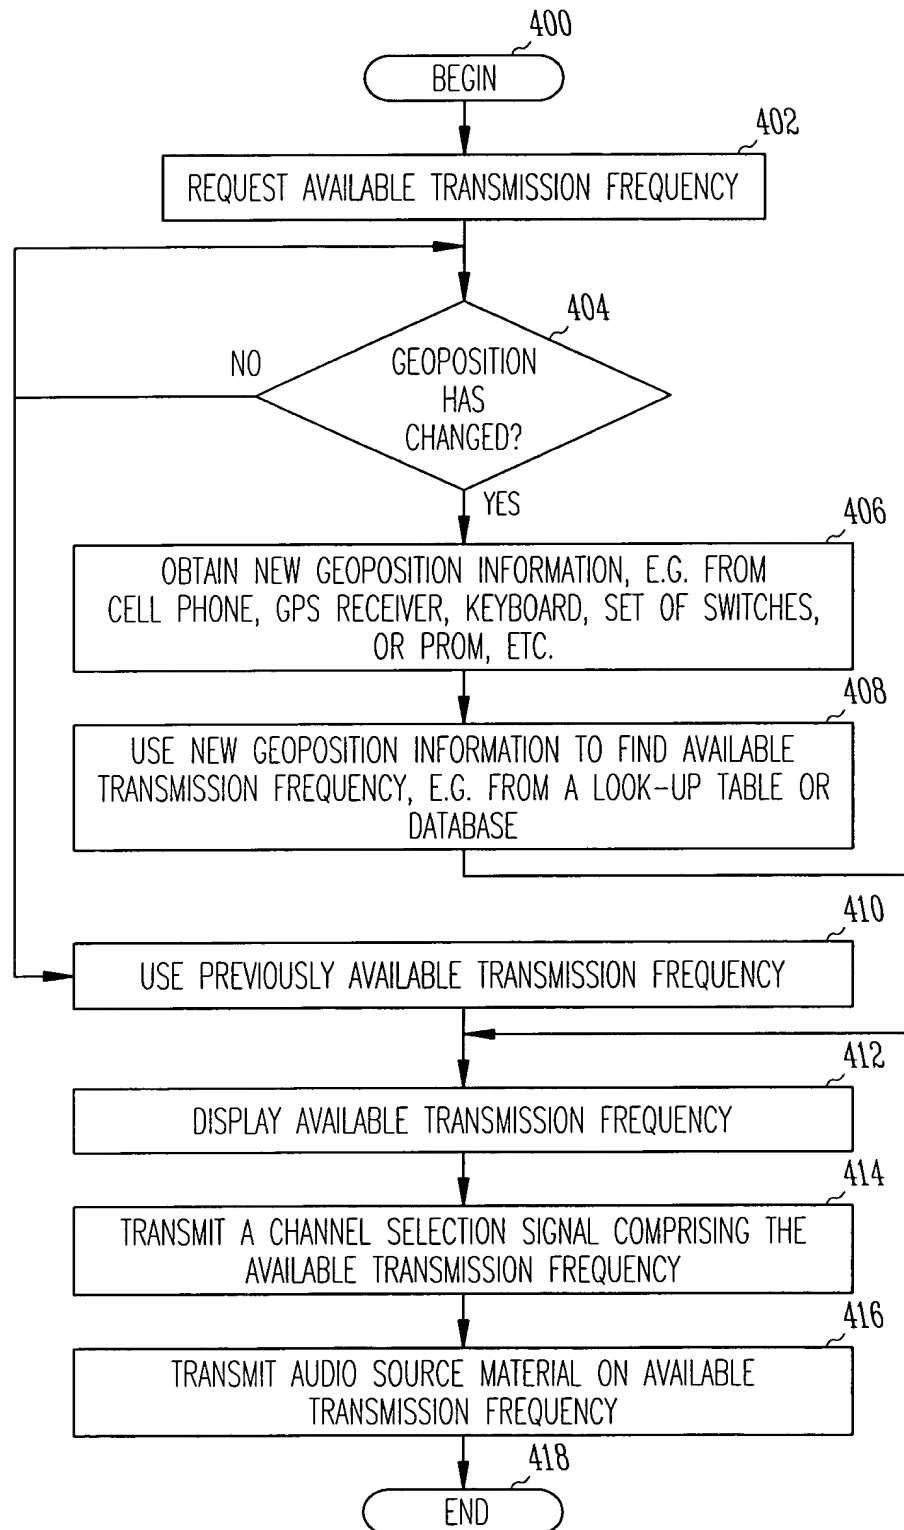 400
BEGIN
402
REQUEST AVAILABLE TRANSMISSION FREQUENCY
404
NO
GEOPOSITION
HAS
CHANGED?
YES
406
OBTAIN NEW GEOPOSITION INFORMATION, E.G. FROM
CELL PHONE, GPS RECEIVER, KEYBOARD, SET OF SWITCHES,
OR PROM, ETC.
408
USE NEW GEOPOSITION INFORMATION TO FIND AVAILABLE
TRANSMISSION FREQUENCY, E.G. FROM A LOOK-UP TABLE OR
DATABASE
410
USE PREVIOUSLY AVAILABLE TRANSMISSION FREQUENCY
412
DISPLAY AVAILABLE TRANSMISSION FREQUENCY
414
TRANSMIT A CHANNEL SELECTION SIGNAL COMPRISING THE
AVAILABLE TRANSMISSION FREQUENCY
416
TRANSMIT AUDIO SOURCE MATERIAL ON AVAILABLE
TRANSMISSION FREQUENCY
418
END